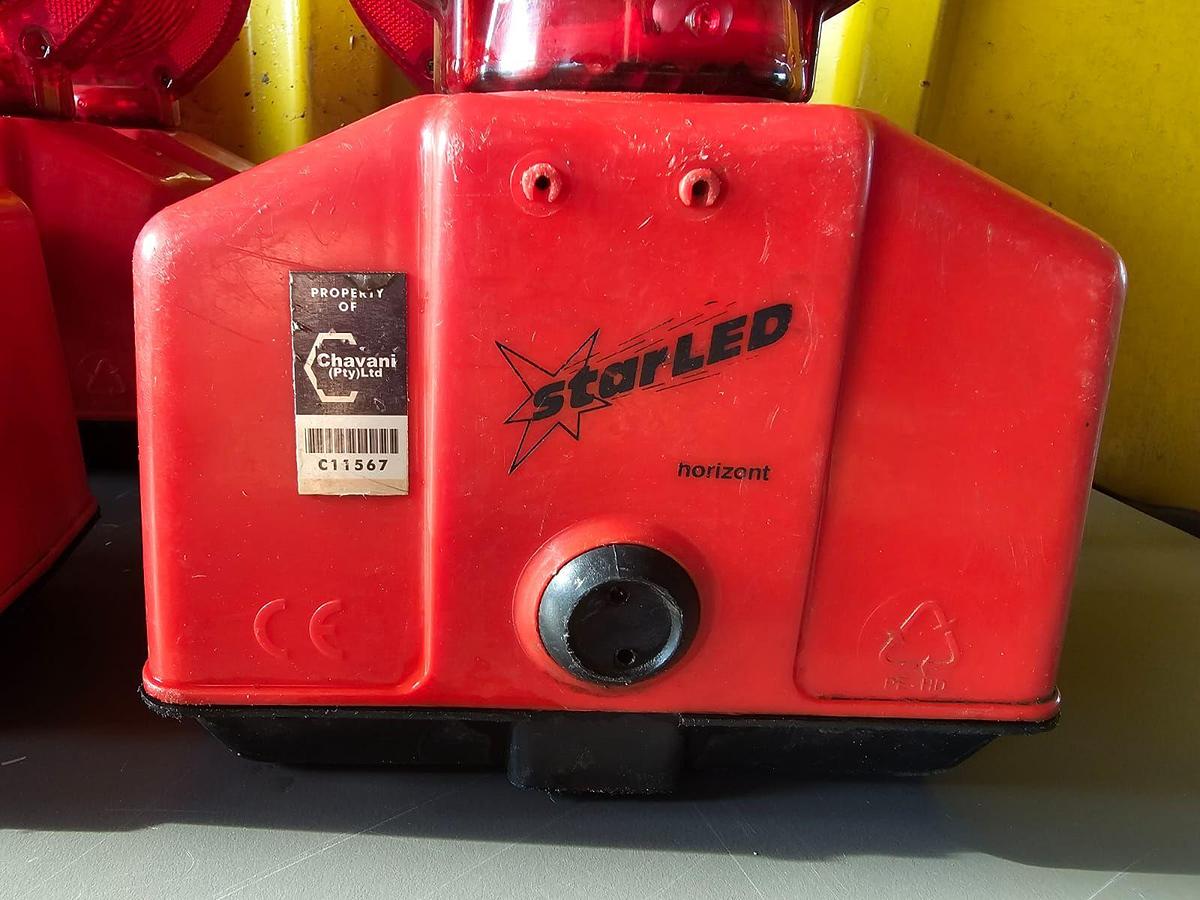 PROPERTY
OF
Chavani
(Pty)Ltd
C11567
starLED
horizont
CE
PE-HD